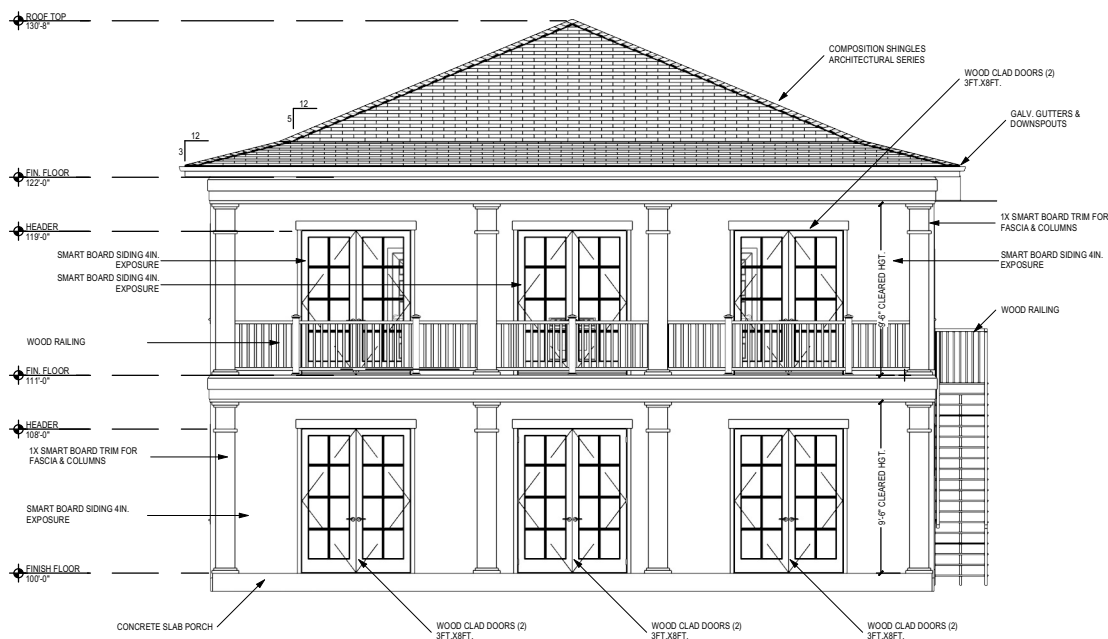 ROOF TOP
130'-8"
COMPOSITION SHINGLES
ARCHITECTURAL SERIES
WOOD CLAD DOORS (2)
3FT.X8FT.
12
5
GALV. GUTTERS &
DOWNSPOUTS
12
3
FIN. FLOOR
122'-0"
HEADER
119'-0"
1X SMART BOARD TRIM FOR
FASCIA & COLUMNS
SMART BOARD SIDING 4IN.
EXPOSURE
SMART BOARD SIDING 4IN.
EXPOSURE
SMART BOARD SIDING 4IN.
EXPOSURE
9'-6" CLEARED HGT.
WOOD RAILING
WOOD RAILING
FIN. FLOOR
111'-0"
HEADER
108'-0"
1X SMART BOARD TRIM FOR
FASCIA & COLUMNS
9'-6" CLEARED HGT.
SMART BOARD SIDING 4IN.
EXPOSURE
FINISH FLOOR
100'-0"
CONCRETE SLAB PORCH
WOOD CLAD DOORS (2)
3FT.X8FT.
WOOD CLAD DOORS (2)
3FT.X8FT.
WOOD CLAD DOORS (2)
3FT.X8FT.